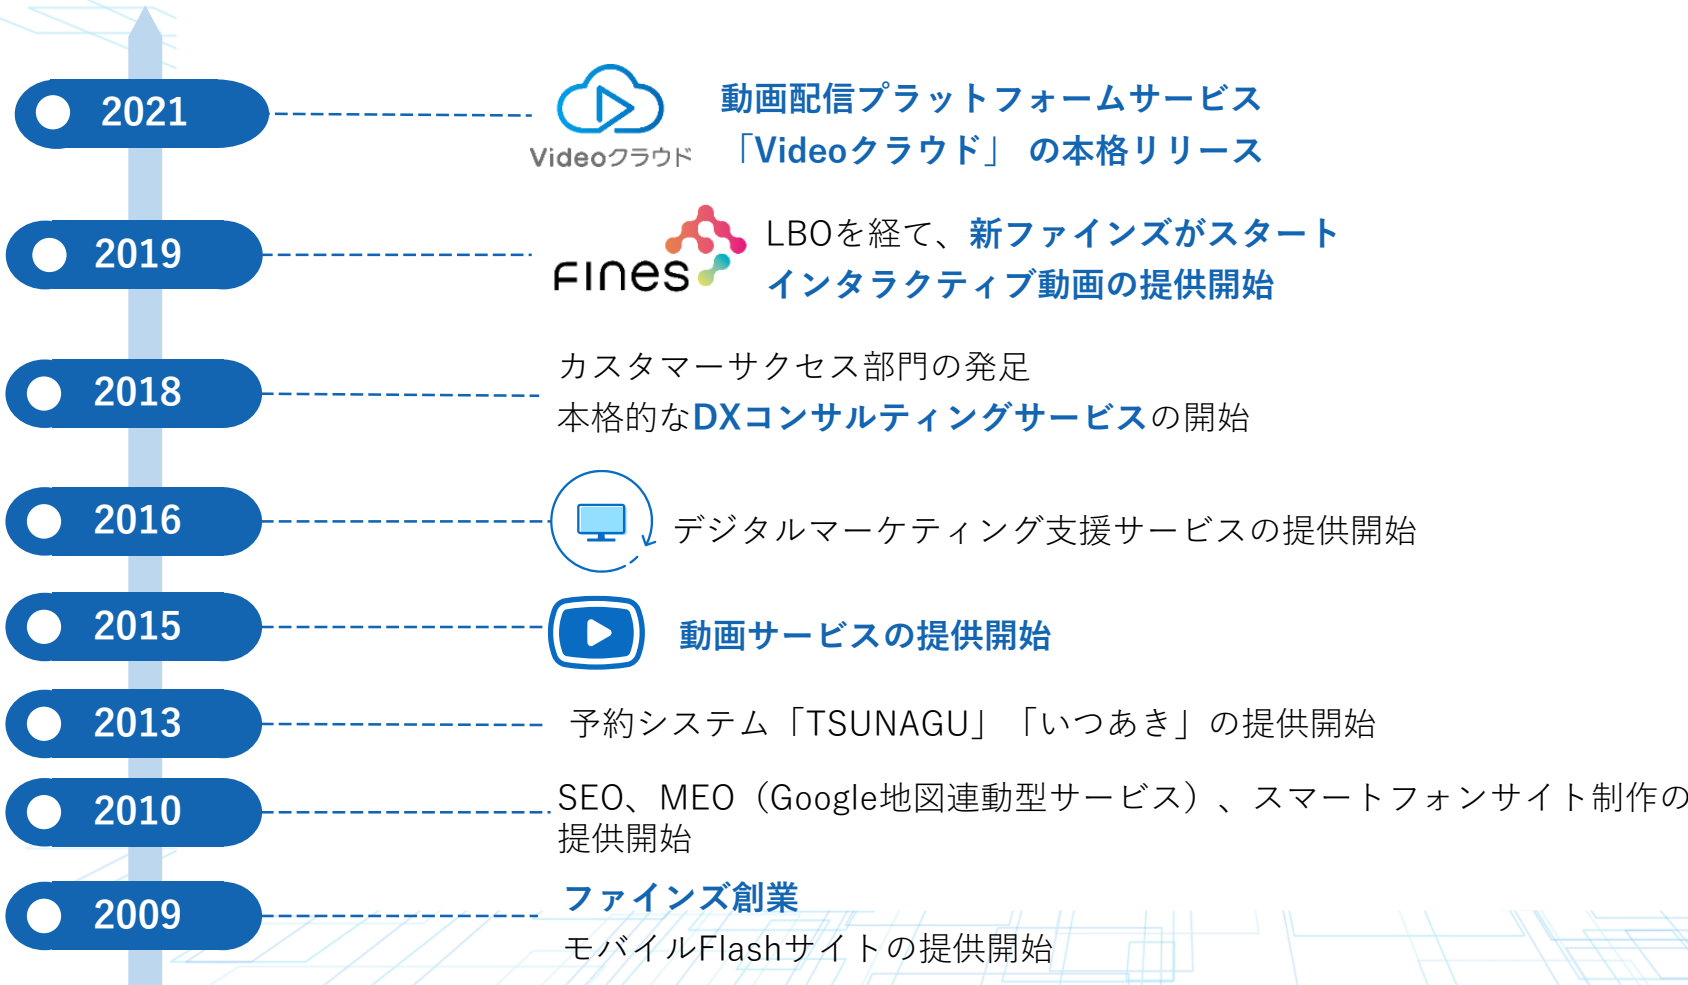 2021
Videoクラウド
動画配信プラットフォームサービス
「Videoクラウド」 の本格リリース
2019
FINES
LBOを経て、新ファインズがスタート
インタラクティブ動画の提供開始
2018
カスタマーサクセス部門の発足
本格的なDXコンサルティングサービスの開始
2016
デジタルマーケティング支援サービスの提供開始
2015
動画サービスの提供開始
2013
予約システム「TSUNAGU」「いつあき」の提供開始
2010
SEO、MEO（Google地図連動型サービス）、スマートフォンサイト制作の
提供開始
2009
ファインズ創業
モバイルFlashサイトの提供開始